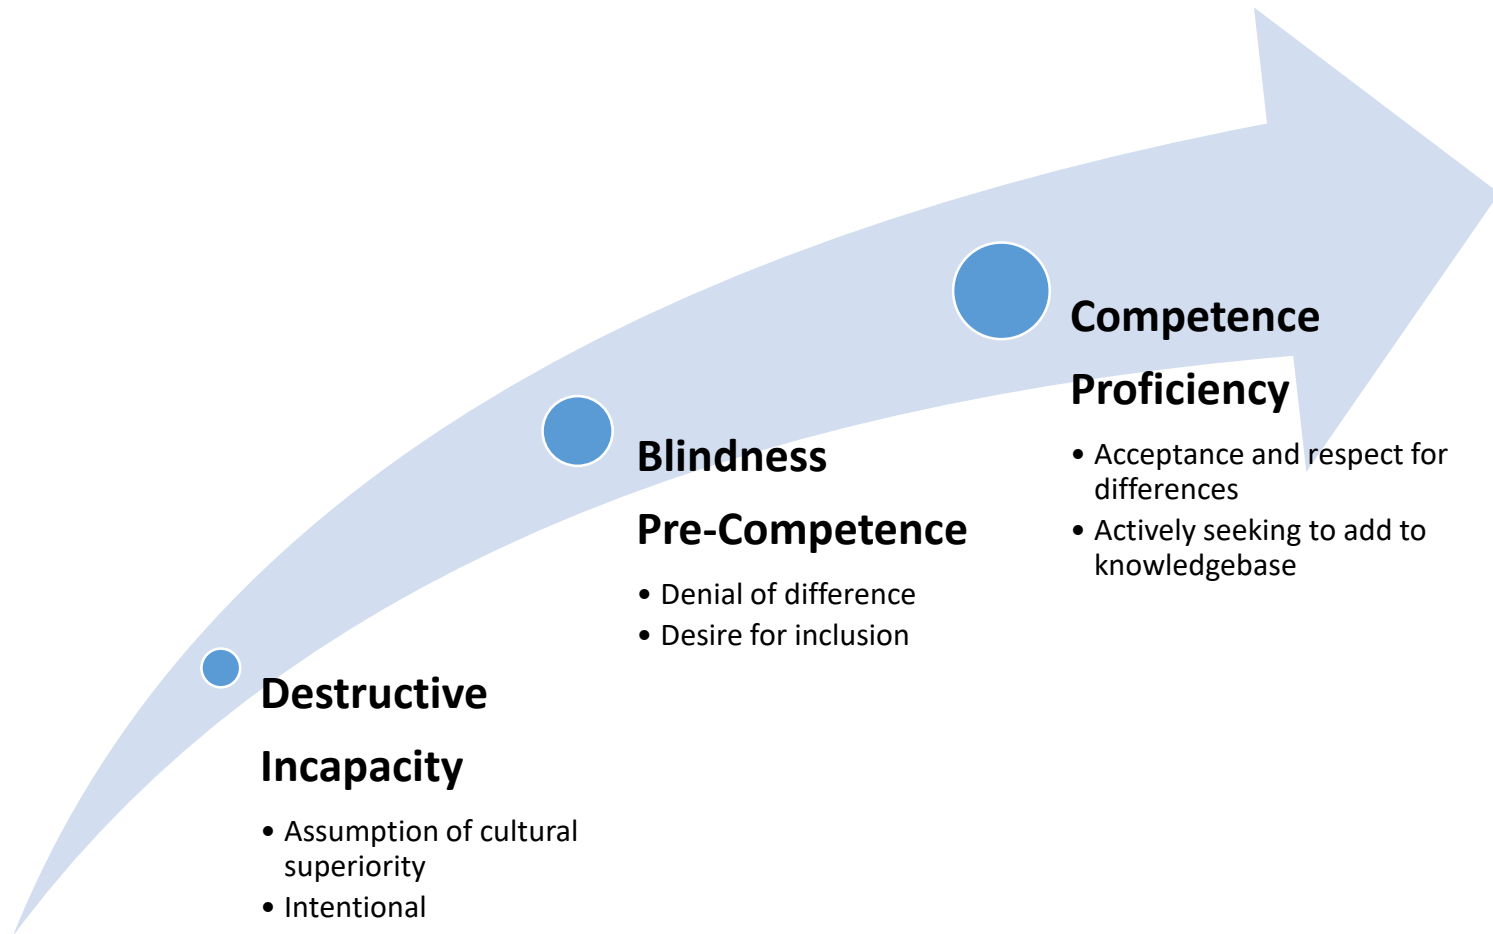 Destructive
Incapacity
• Assumption of cultural
superiority
• Intentional
Blindness
Pre-Competence
• Denial of difference
• Desire for inclusion
Competence
Proficiency
• Acceptance and respect for
differences
• Actively seeking to add to
knowledgebase